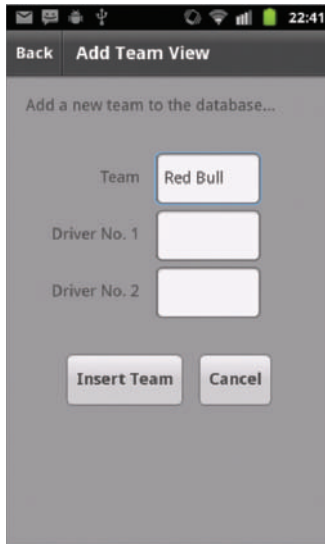 22:41
Back Add Team View
Add a new team to the database...
Team Red Bull
Driver No. 1
Driver No. 2
Insert Team Cancel